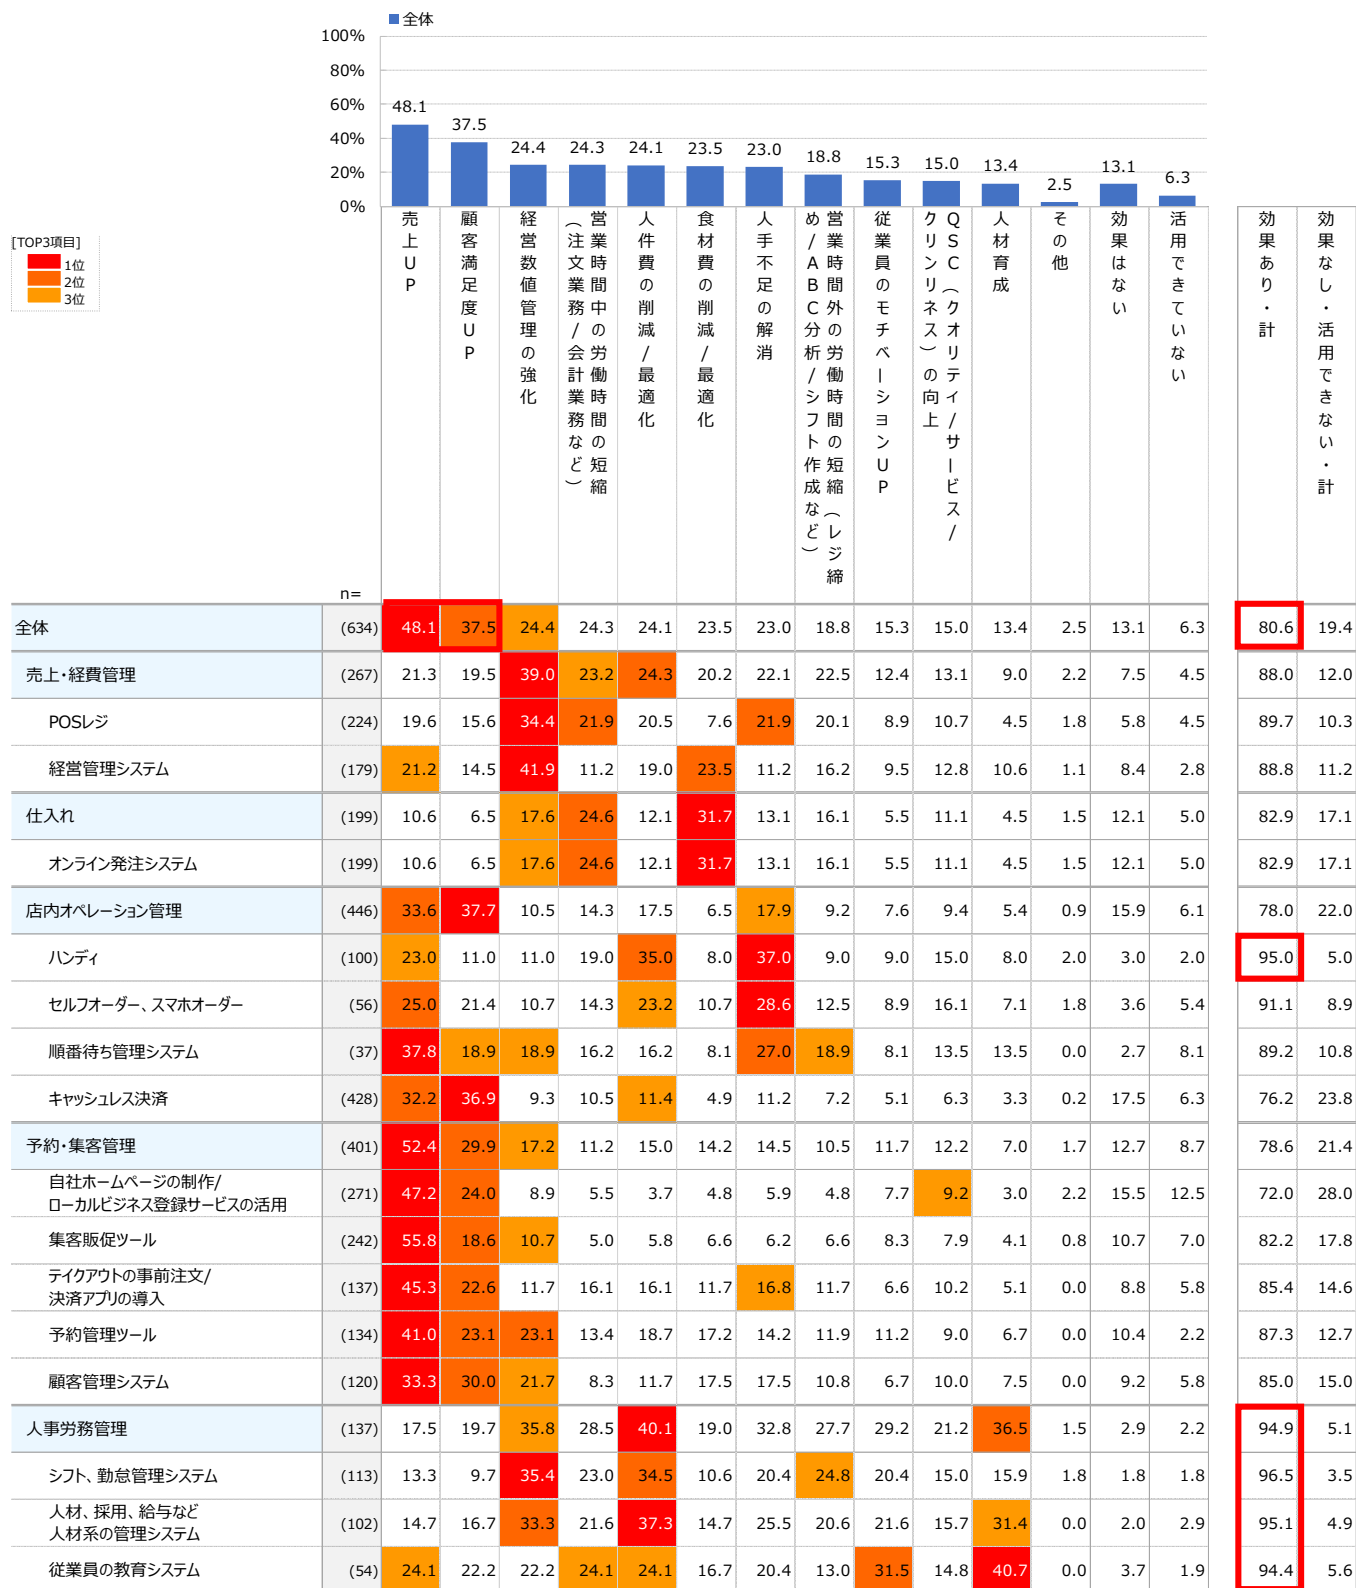 ■全体
100%
80%
60%
40%
20%
0%
48.1 37.5 24.4 24.3 24.1 23.5 23.0 18.8 15.3 15.0 13.4 2.5 13.1 6.3
[TOP3項目]
1位
2位
3位
売上UP
顧客満足度UP
経営数値管理の強化
営業時間中の労働時間の短縮
(注文業務/会計業務など)
人件費の削減/最適化
食材費の削減/最適化
人手不足の解消
営業時間外の労働時間の短縮(レジ締
め/ABC分析/シフト作成など)
従業員のモチベーションUP
QSC(クオリティ/サービス/
クリンリネス)の向上
人材育成
その他
効果はない
活用できていない
効果あり・計
効果なし・活用できない・計
n=
全体 (634) 48.1 37.5 24.4 24.3 24.1 23.5 23.0 18.8 15.3 15.0 13.4 2.5 13.1 6.3 80.6 19.4
売上・経費管理 (267) 21.3 19.5 39.0 23.2 24.3 20.2 22.1 22.5 12.4 13.1 9.0 2.2 7.5 4.5 88.0 12.0
POSレジ (224) 19.6 15.6 34.4 21.9 20.5 7.6 21.9 20.1 8.9 10.7 4.5 1.8 5.8 4.5 89.7 10.3
経営管理システム (179) 21.2 14.5 41.9 11.2 19.0 23.5 11.2 16.2 9.5 12.8 10.6 1.1 8.4 2.8 88.8 11.2
仕入れ (199) 10.6 6.5 17.6 24.6 12.1 31.7 13.1 16.1 5.5 11.1 4.5 1.5 12.1 5.0 82.9 17.1
オンライン発注システム (199) 10.6 6.5 17.6 24.6 12.1 31.7 13.1 16.1 5.5 11.1 4.5 1.5 12.1 5.0 82.9 17.1
店内オペレーション管理 (446) 33.6 37.7 10.5 14.3 17.5 6.5 17.9 9.2 7.6 9.4 5.4 0.9 15.9 6.1 78.0 22.0
ハンディ (100) 23.0 11.0 11.0 19.0 35.0 8.0 37.0 9.0 9.0 15.0 8.0 2.0 3.0 2.0 95.0 5.0
セルフオーダー、スマホオーダー (56) 25.0 21.4 10.7 14.3 23.2 10.7 28.6 12.5 8.9 16.1 7.1 1.8 3.6 5.4 91.1 8.9
順番待ち管理システム (37) 37.8 18.9 18.9 16.2 16.2 8.1 27.0 18.9 8.1 13.5 13.5 0.0 2.7 8.1 89.2 10.8
キャッシュレス決済 (428) 32.2 36.9 9.3 10.5 11.4 4.9 11.2 7.2 5.1 6.3 3.3 0.2 17.5 6.3 76.2 23.8
予約・集客管理 (401) 52.4 29.9 17.2 11.2 15.0 14.2 14.5 10.5 11.7 12.2 7.0 1.7 12.7 8.7 78.6 21.4
自社ホームページの制作/
ローカルビジネス登録サービスの活用 (271) 47.2 24.0 8.9 5.5 3.7 4.8 5.9 4.8 7.7 9.2 3.0 2.2 15.5 12.5 72.0 28.0
集客販促ツール (242) 55.8 18.6 10.7 5.0 5.8 6.6 6.2 6.6 8.3 7.9 4.1 0.8 10.7 7.0 82.2 17.8
テイクアウトの事前注文/
決済アプリの導入 (137) 45.3 22.6 11.7 16.1 16.1 11.7 16.8 11.7 6.6 10.2 5.1 0.0 8.8 5.8 85.4 14.6
予約管理ツール (134) 41.0 23.1 23.1 13.4 18.7 17.2 14.2 11.9 11.2 9.0 6.7 0.0 10.4 2.2 87.3 12.7
顧客管理システム (120) 33.3 30.0 21.7 8.3 11.7 17.5 17.5 10.8 6.7 10.0 7.5 0.0 9.2 5.8 85.0 15.0
人事労務管理 (137) 17.5 19.7 35.8 28.5 40.1 19.0 32.8 27.7 29.2 21.2 36.5 1.5 2.9 2.2 94.9 5.1
シフト、勤怠管理システム (113) 13.3 9.7 35.4 23.0 34.5 10.6 20.4 24.8 20.4 15.0 15.9 1.8 1.8 1.8 96.5 3.5
人材、採用、給与など
人材系の管理システム (102) 14.7 16.7 33.3 21.6 37.3 14.7 25.5 20.6 21.6 15.7 31.4 0.0 2.0 2.9 95.1 4.9
従業員の教育システム (54) 24.1 22.2 22.2 24.1 24.1 16.7 20.4 13.0 31.5 14.8 40.7 0.0 3.7 1.9 94.4 5.6